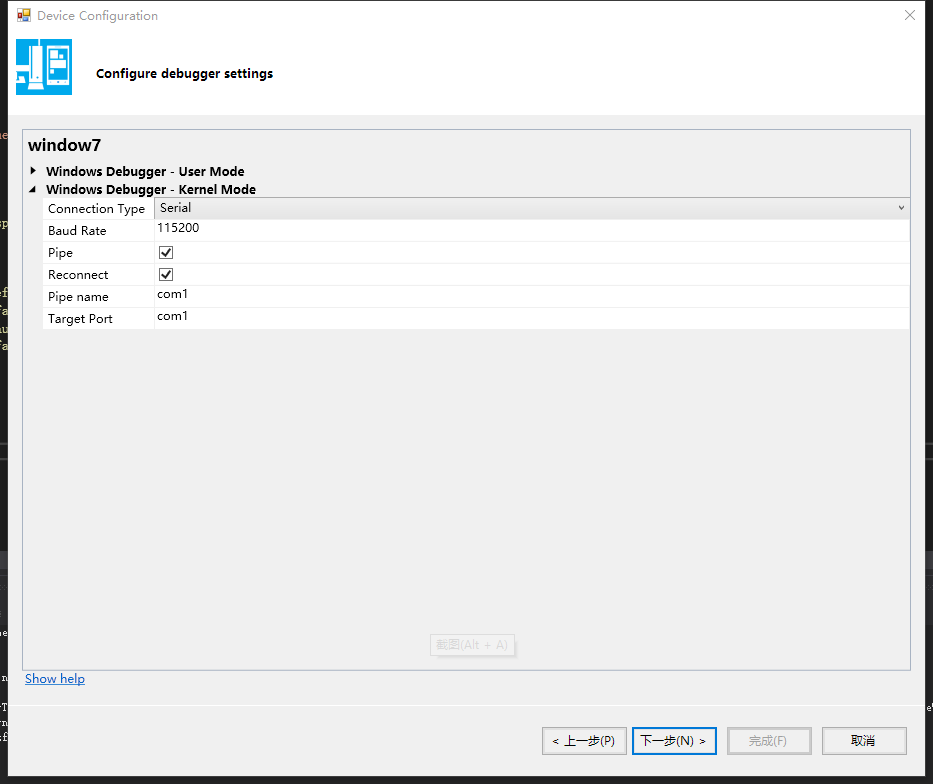 Device Configuration
Configure debugger settings
window7
Windows Debugger - User Mode
Windows Debugger - Kernel Mode
Connection Type Serial
Baud Rate 115200
Pipe
Reconnect
Pipe name com1
Target Port com1
截图(Alt + A)
Show help
< 上一步(P) 下一步(N) > 完成(F) 取消